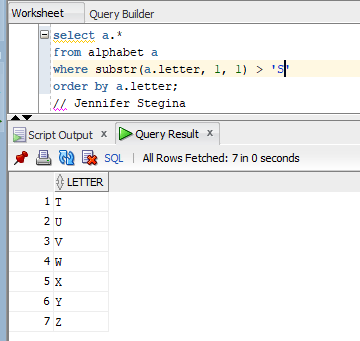 Worksheet Query Builder
select a.*
from alphabet a
where substr(a.letter, 1, 1) > 'S'
order by a.letter;
// Jennifer Stegina
Script Output x Query Result x
SQL | All Rows Fetched: 7 in 0 seconds
LETTER
1 T
2 U
3 V
4 W
5 X
6 Y
7 Z